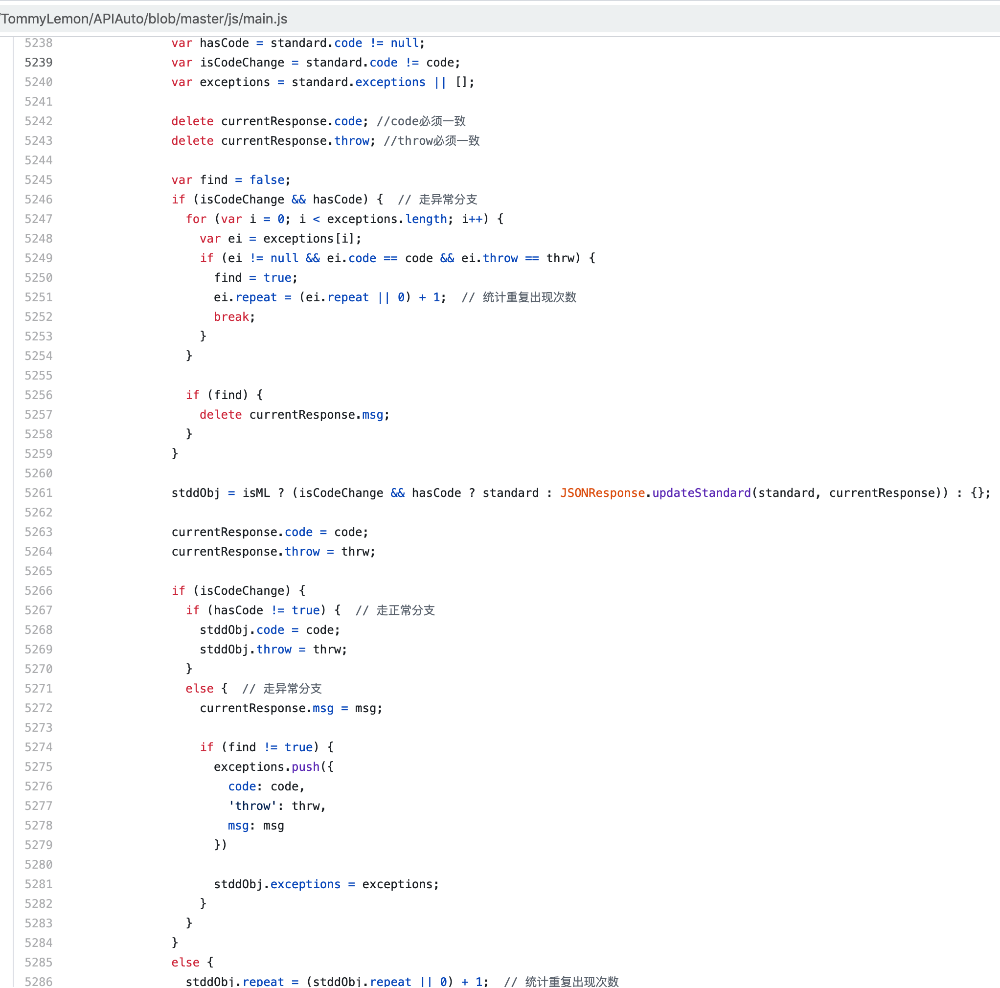 /TommyLemon/APIAuto/blob/master/js/main.js
5238 var hasCode = standard.code != null;
5239 var isCodeChange = standard.code != code;
5240 var exceptions = standard.exceptions || [];
5241
5242 delete currentResponse.code; //code必须一致
5243 delete currentResponse.throw; //throw必须一致
5244
5245 var find = false;
5246 if (isCodeChange && hasCode) {  // 走异常分支
5247   for (var i = 0; i < exceptions.length; i++) {
5248     var ei = exceptions[i];
5249     if (ei != null && ei.code == code && ei.throw == thrw) {
5250       find = true;
5251       ei.repeat = (ei.repeat || 0) + 1;  // 统计重复出现次数
5252       break;
5253     }
5254   }
5255
5256   if (find) {
5257     delete currentResponse.msg;
5258   }
5259 }
5260
5261 stddObj = isML ? (isCodeChange && hasCode ? standard : JSONResponse.updateStandard(standard, currentResponse)) : {};
5262
5263 currentResponse.code = code;
5264 currentResponse.throw = thrw;
5265
5266 if (isCodeChange) {
5267   if (hasCode != true) {  // 走正常分支
5268     stddObj.code = code;
5269     stddObj.throw = thrw;
5270   }
5271   else {  // 走异常分支
5272     currentResponse.msg = msg;
5273
5274     if (find != true) {
5275       exceptions.push({
5276         code: code,
5277         'throw': thrw,
5278         msg: msg
5279       })
5280
5281       stddObj.exceptions = exceptions;
5282     }
5283   }
5284 }
5285 else {
5286   stddObj.repeat = (stddObj.repeat || 0) + 1;  // 统计重复出现次数